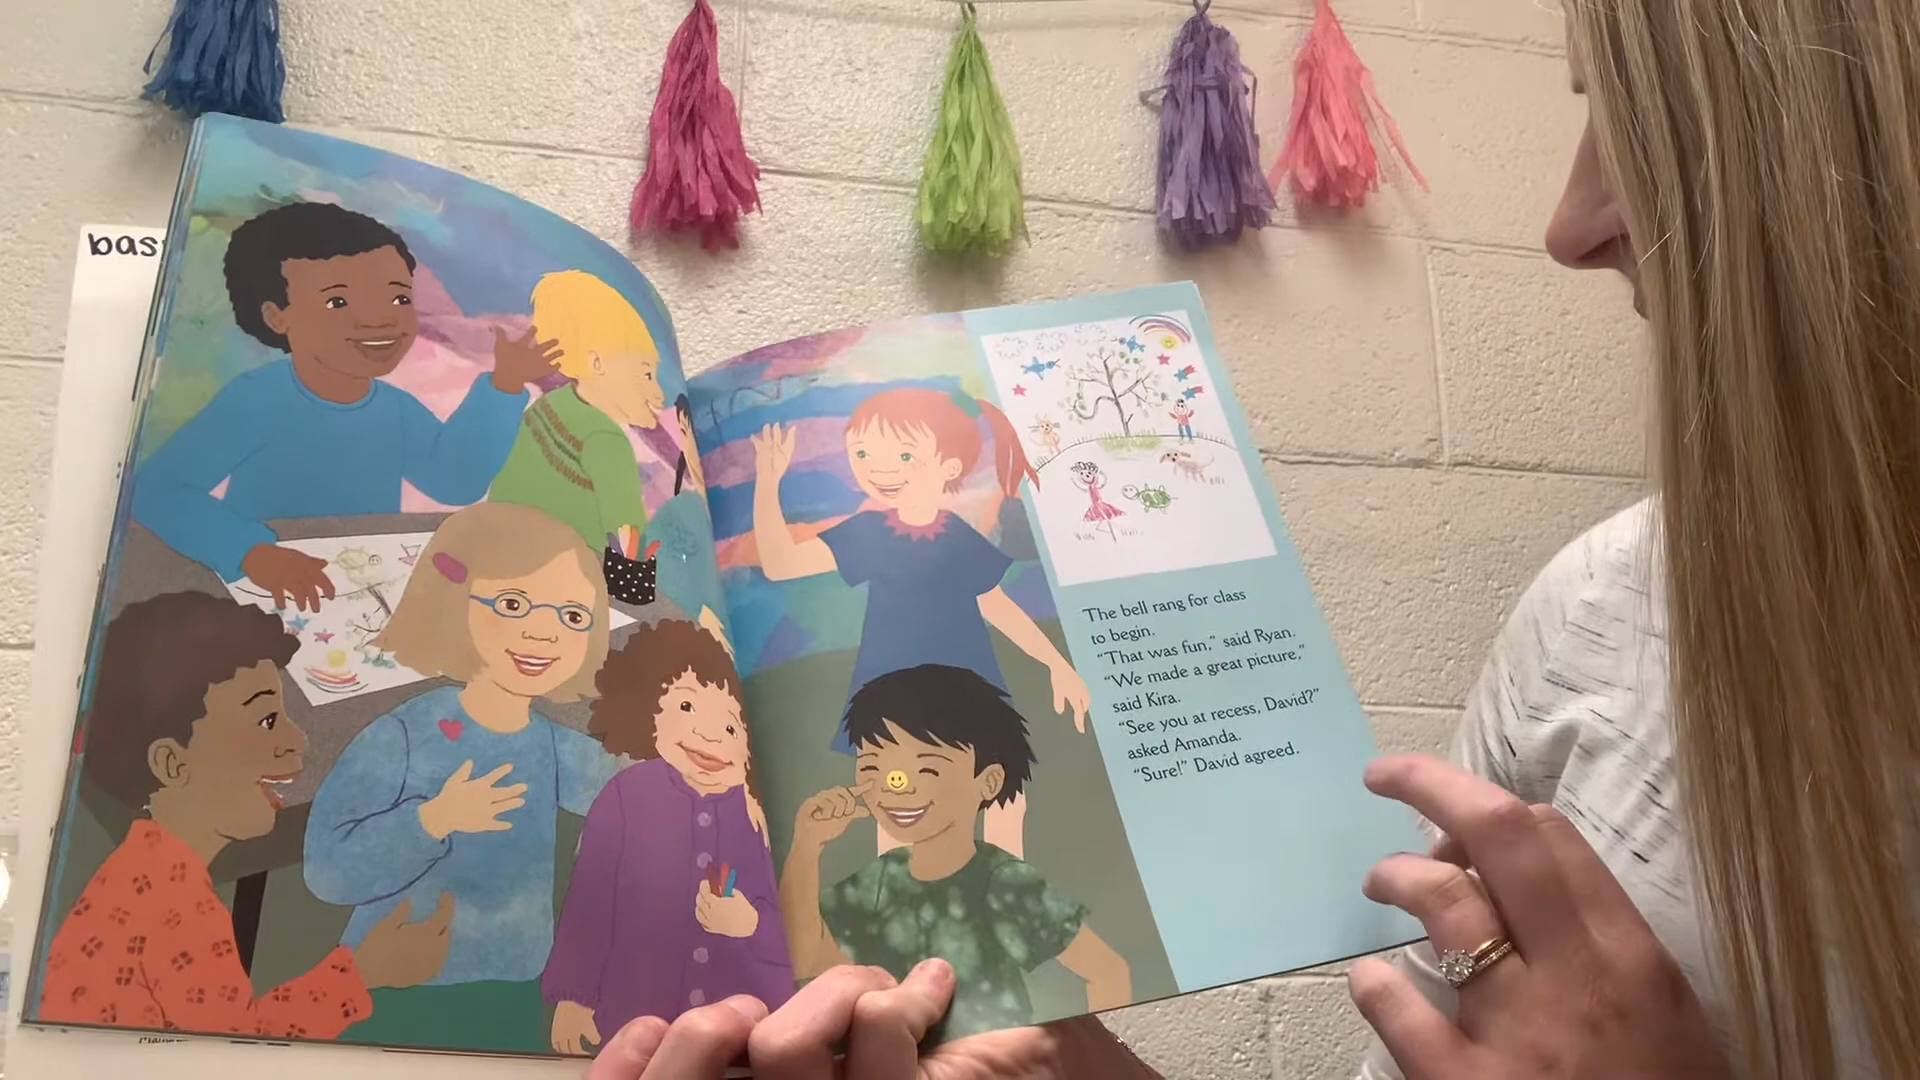 bas
The bell rang for class
to begin.
"That was fun," said Ryan.
"We made a great picture,"
said Kira.
"See you at recess, David?"
asked Amanda.
"Sure!" David agreed.